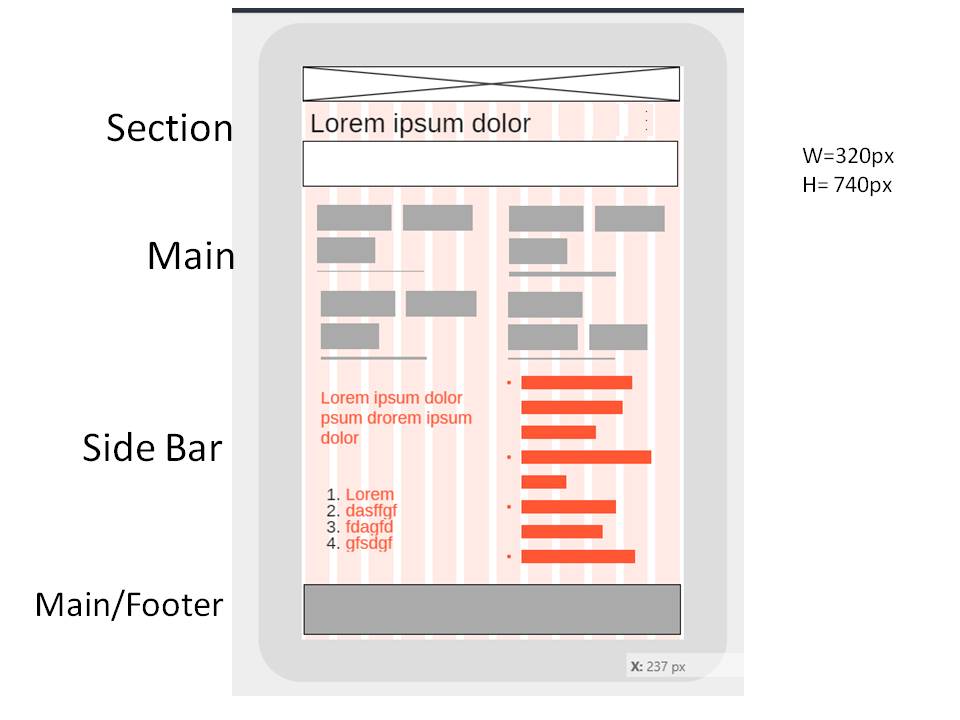 Section
Lorem ipsum dolor
W=320px
H= 740px
Main
Side Bar
Lorem ipsum dolor
psum drorem ipsum
dolor
1. Lorem
2. dasffgf
3. fdagfd
4. gfsdgf
Main/Footer
X: 237 px